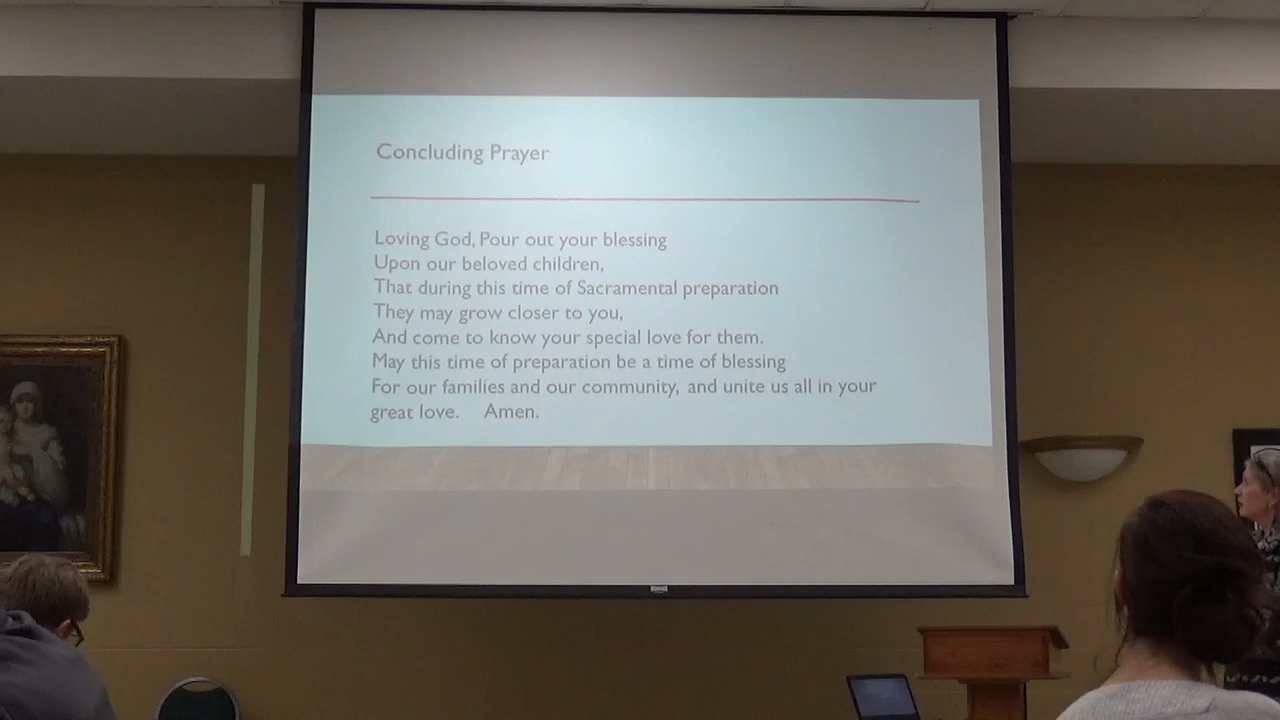 Concluding Prayer
Loving God, Pour out your blessing
Upon our beloved children,
That during this time of Sacramental preparation
They may grow closer to you,
And come to know your special love for them.
May this time of preparation be a time of blessing
For our families and our community, and unite us all in your
great love. Amen.